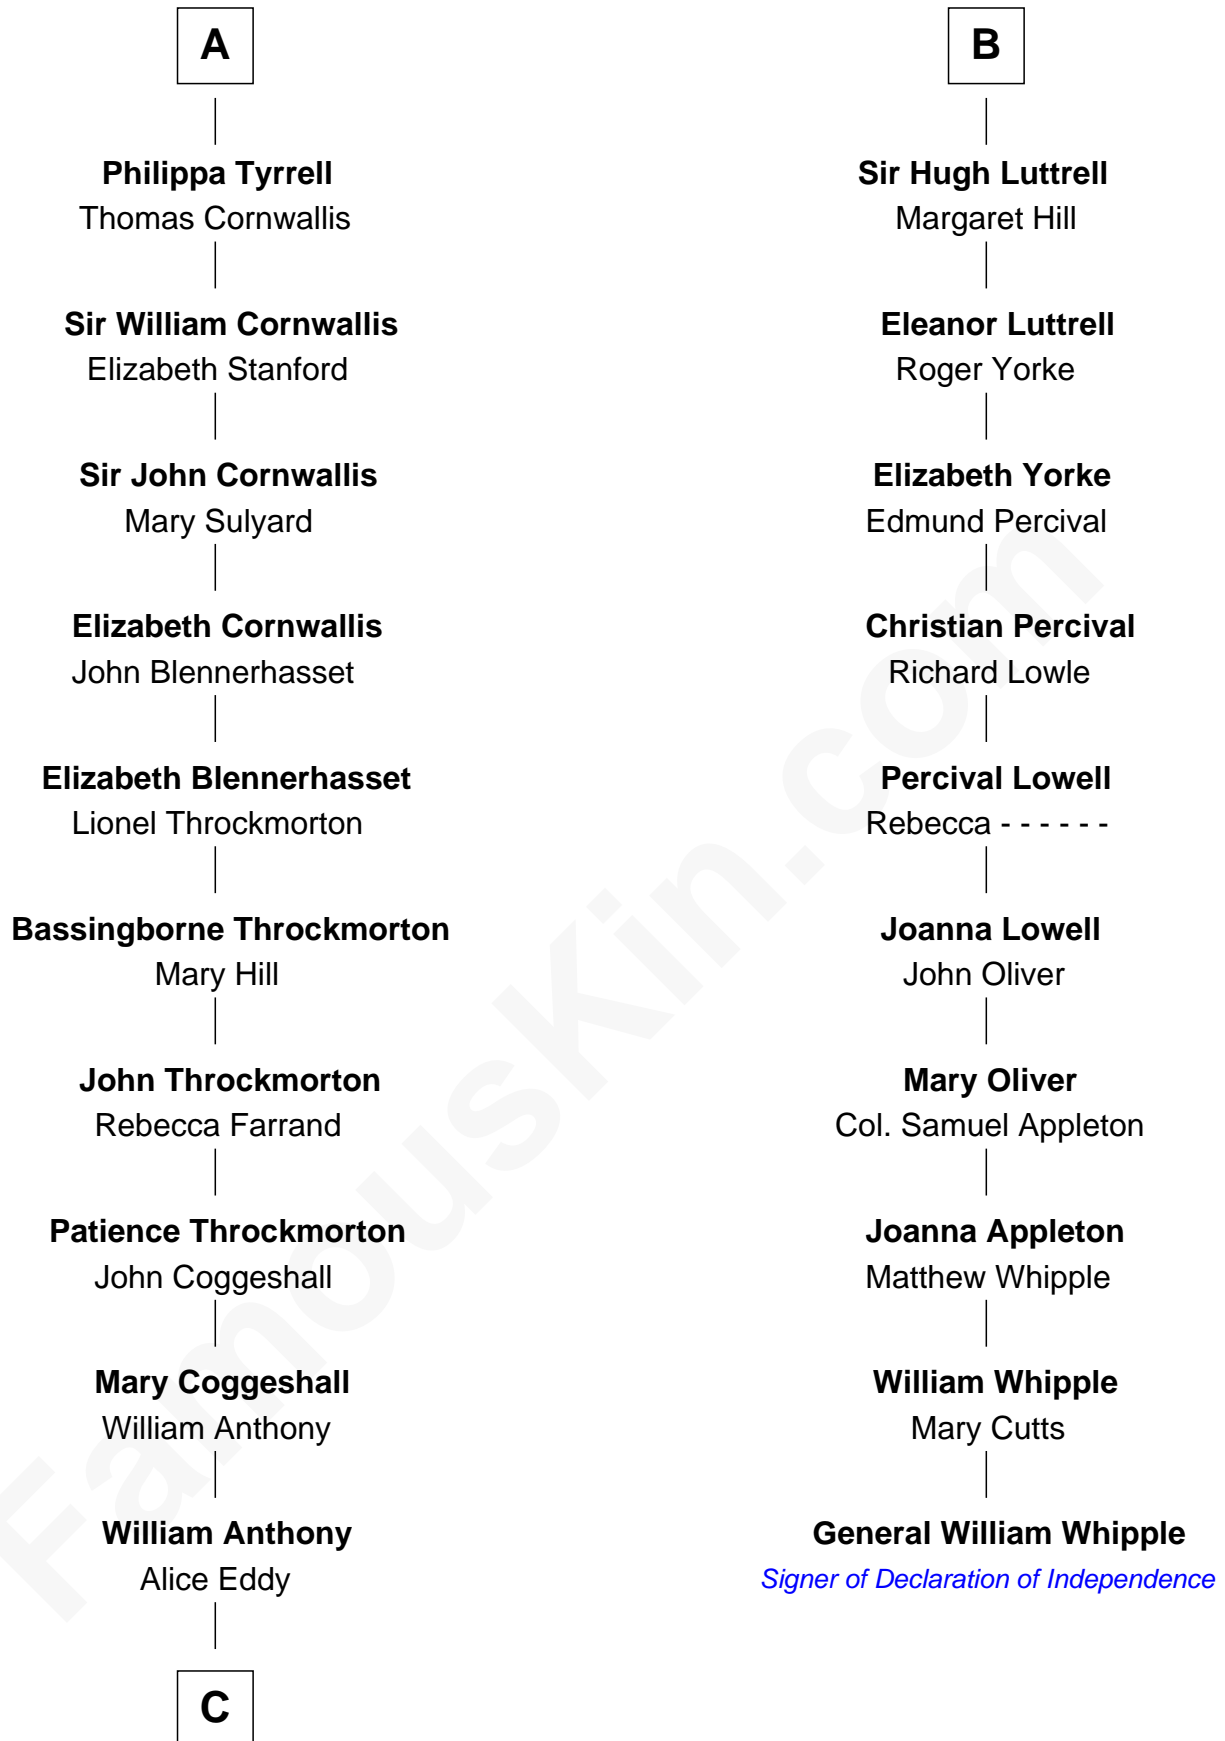 A
Philippa Tyrrell
Thomas Cornwallis
Sir William Cornwallis
Elizabeth Stanford
Sir John Cornwallis
Mary Sulyard
Elizabeth Cornwallis
John Blennerhasset
Elizabeth Blennerhasset
Lionel Throckmorton
Bassingborne Throckmorton
Mary Hill
John Throckmorton
Rebecca Farrand
Patience Throckmorton
John Coggeshall
Mary Coggeshall
William Anthony
William Anthony
Alice Eddy
C
B
Sir Hugh Luttrell
Margaret Hill
Eleanor Luttrell
Roger Yorke
Elizabeth Yorke
Edmund Percival
Christian Percival
Richard Lowle
Percival Lowell
Rebecca - - - - - -
Joanna Lowell
John Oliver
Mary Oliver
Col. Samuel Appleton
Joanna Appleton
Matthew Whipple
William Whipple
Mary Cutts
General William Whipple
Signer of Declaration of Independence
FamousKin.com